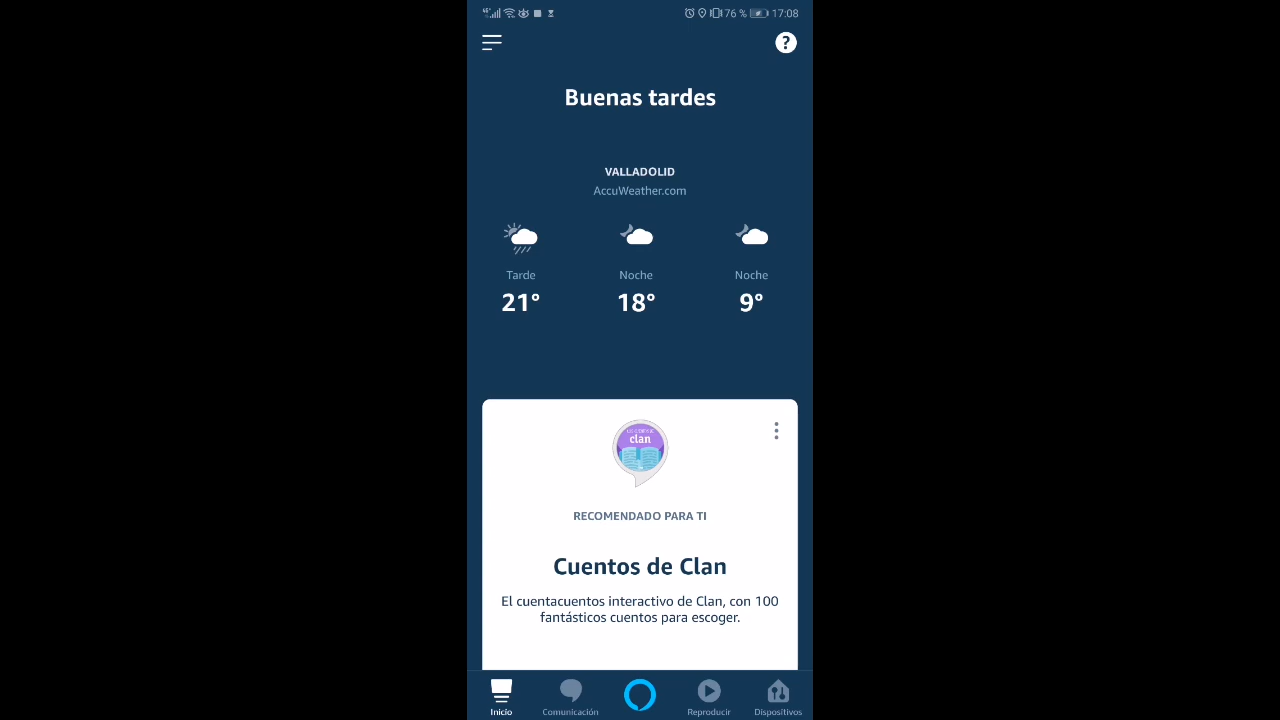 76 % 17:08
?
Buenas tardes
VALLADOLID
AccuWeather.com
Tarde Noche Noche
21° 18° 9°
clan
RECOMENDADO PARA TI
Cuentos de Clan
El cuentacuentos interactivo de Clan, con 100
fantásticos cuentos para escoger.
Inicio Comunicación Reproducir Dispositivos